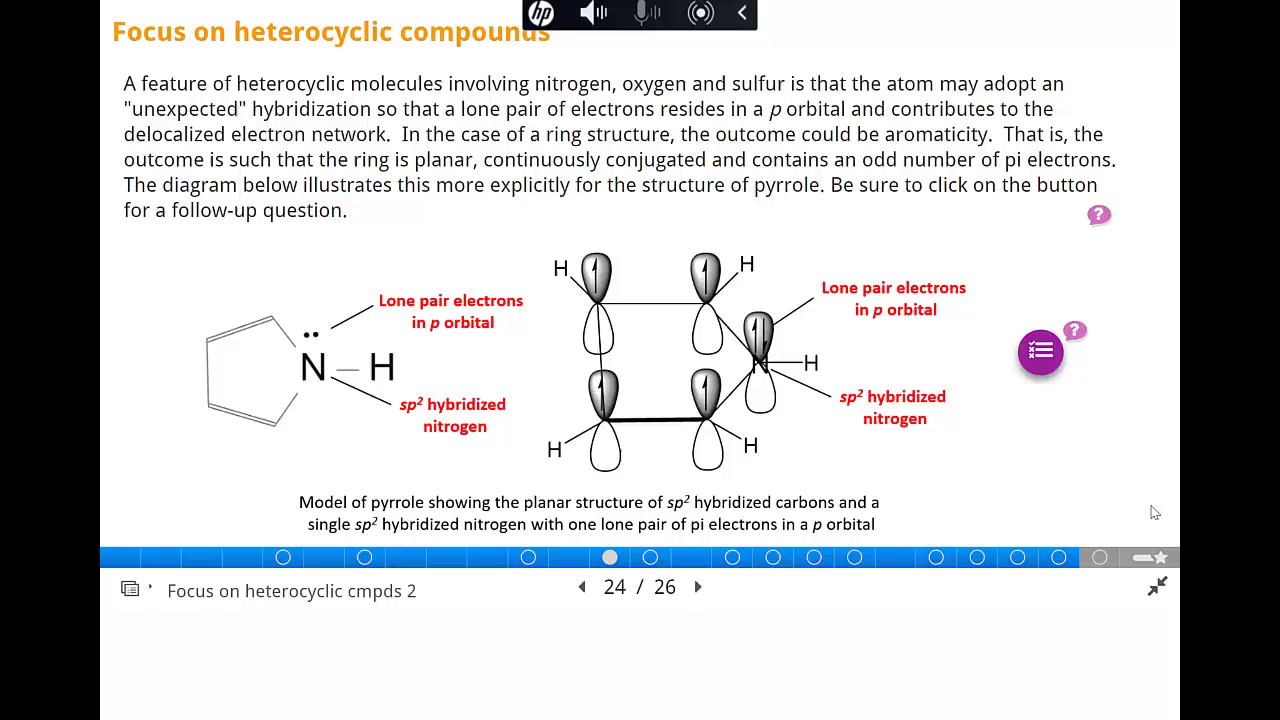 hp
Focus on heterocyclic compounds
A feature of heterocyclic molecules involving nitrogen, oxygen and sulfur is that the atom may adopt an
"unexpected" hybridization so that a lone pair of electrons resides in a p orbital and contributes to the
delocalized electron network. In the case of a ring structure, the outcome could be aromaticity. That is, the
outcome is such that the ring is planar, continuously conjugated and contains an odd number of pi electrons.
The diagram below illustrates this more explicitly for the structure of pyrrole. Be sure to click on the button
for a follow-up question.
?
Lone pair electrons
in p orbital
N – H
sp² hybridized
nitrogen
H
H
Lone pair electrons
in p orbital
N
H
sp² hybridized
nitrogen
H
H
?
Model of pyrrole showing the planar structure of sp² hybridized carbons and a
single sp² hybridized nitrogen with one lone pair of pi electrons in a p orbital
Focus on heterocyclic cmpds 2
24 / 26